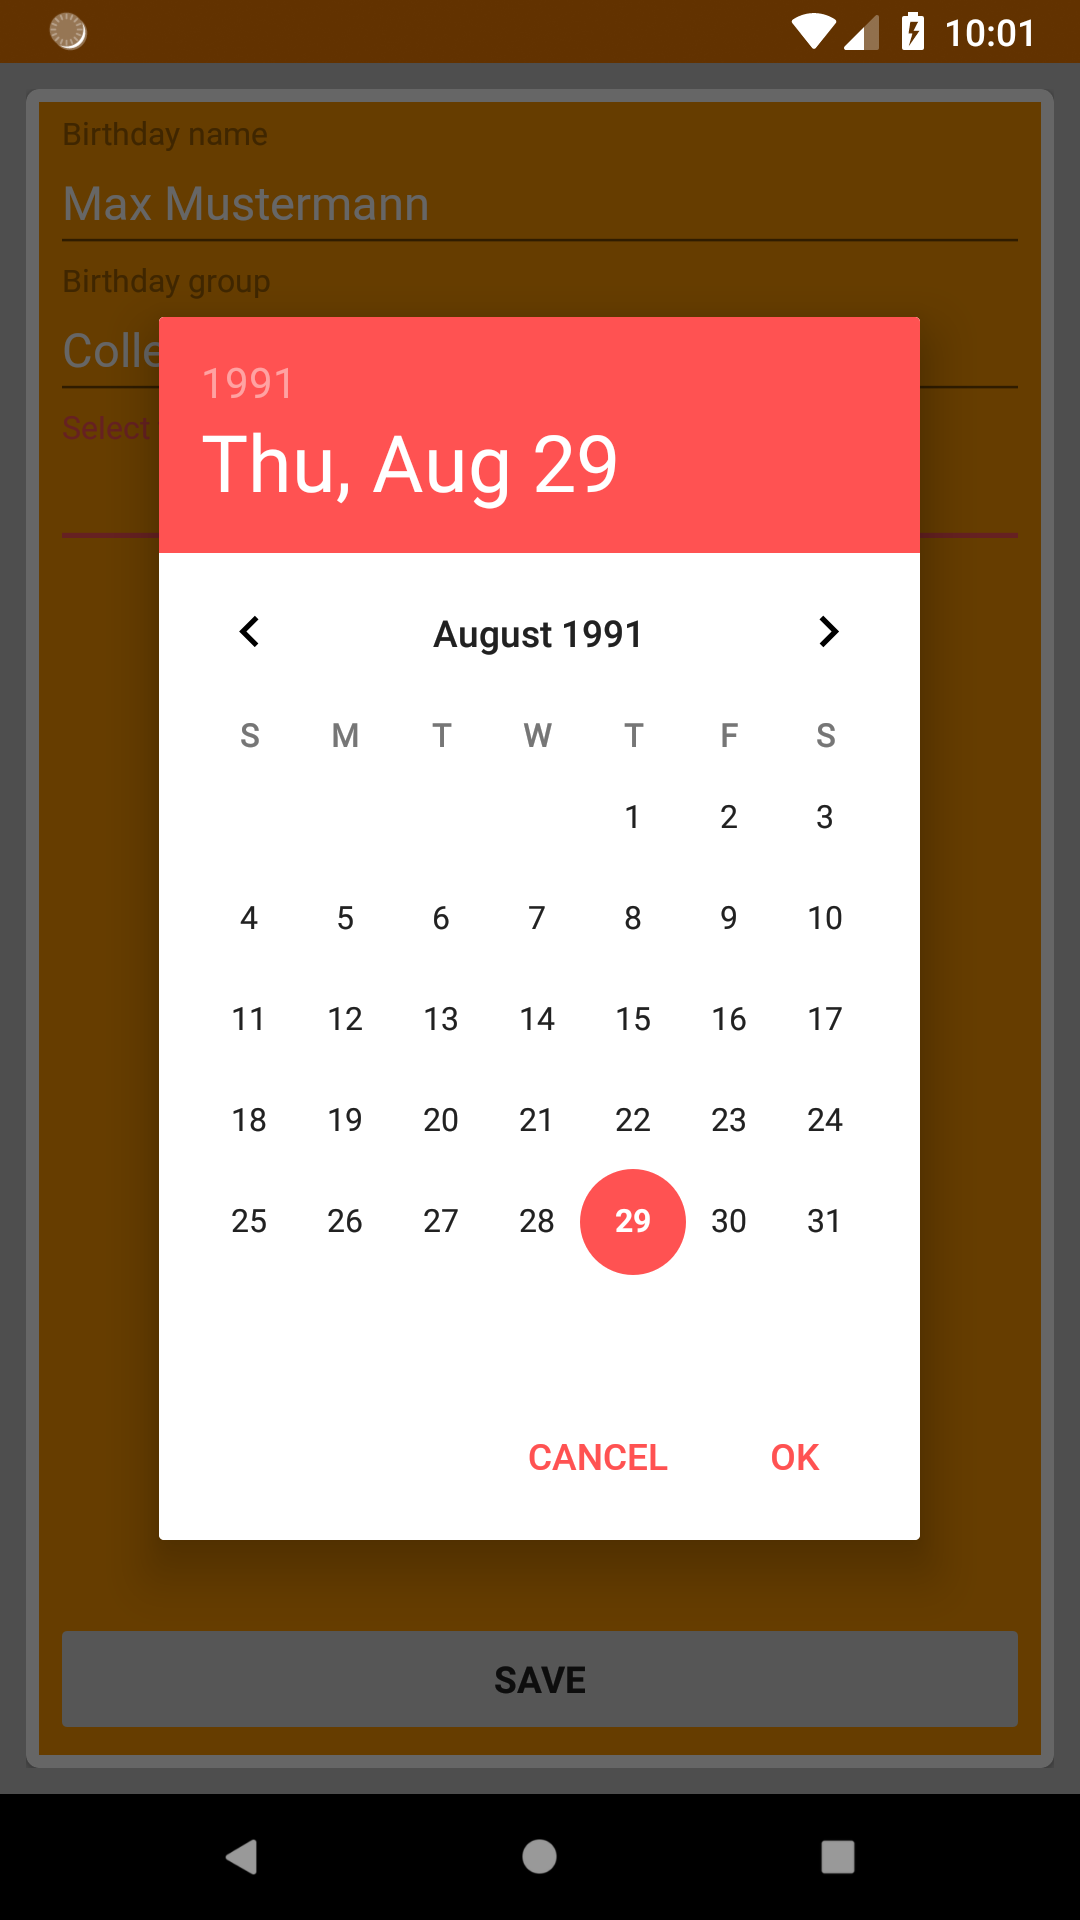 10:01
Birthday name
Max Mustermann
Birthday group
Colle
Select
1991
Thu, Aug 29
August 1991
S M T W T F S
1 2 3
4 5 6 7 8 9 10
11 12 13 14 15 16 17
18 19 20 21 22 23 24
25 26 27 28 29 30 31
CANCEL OK
SAVE